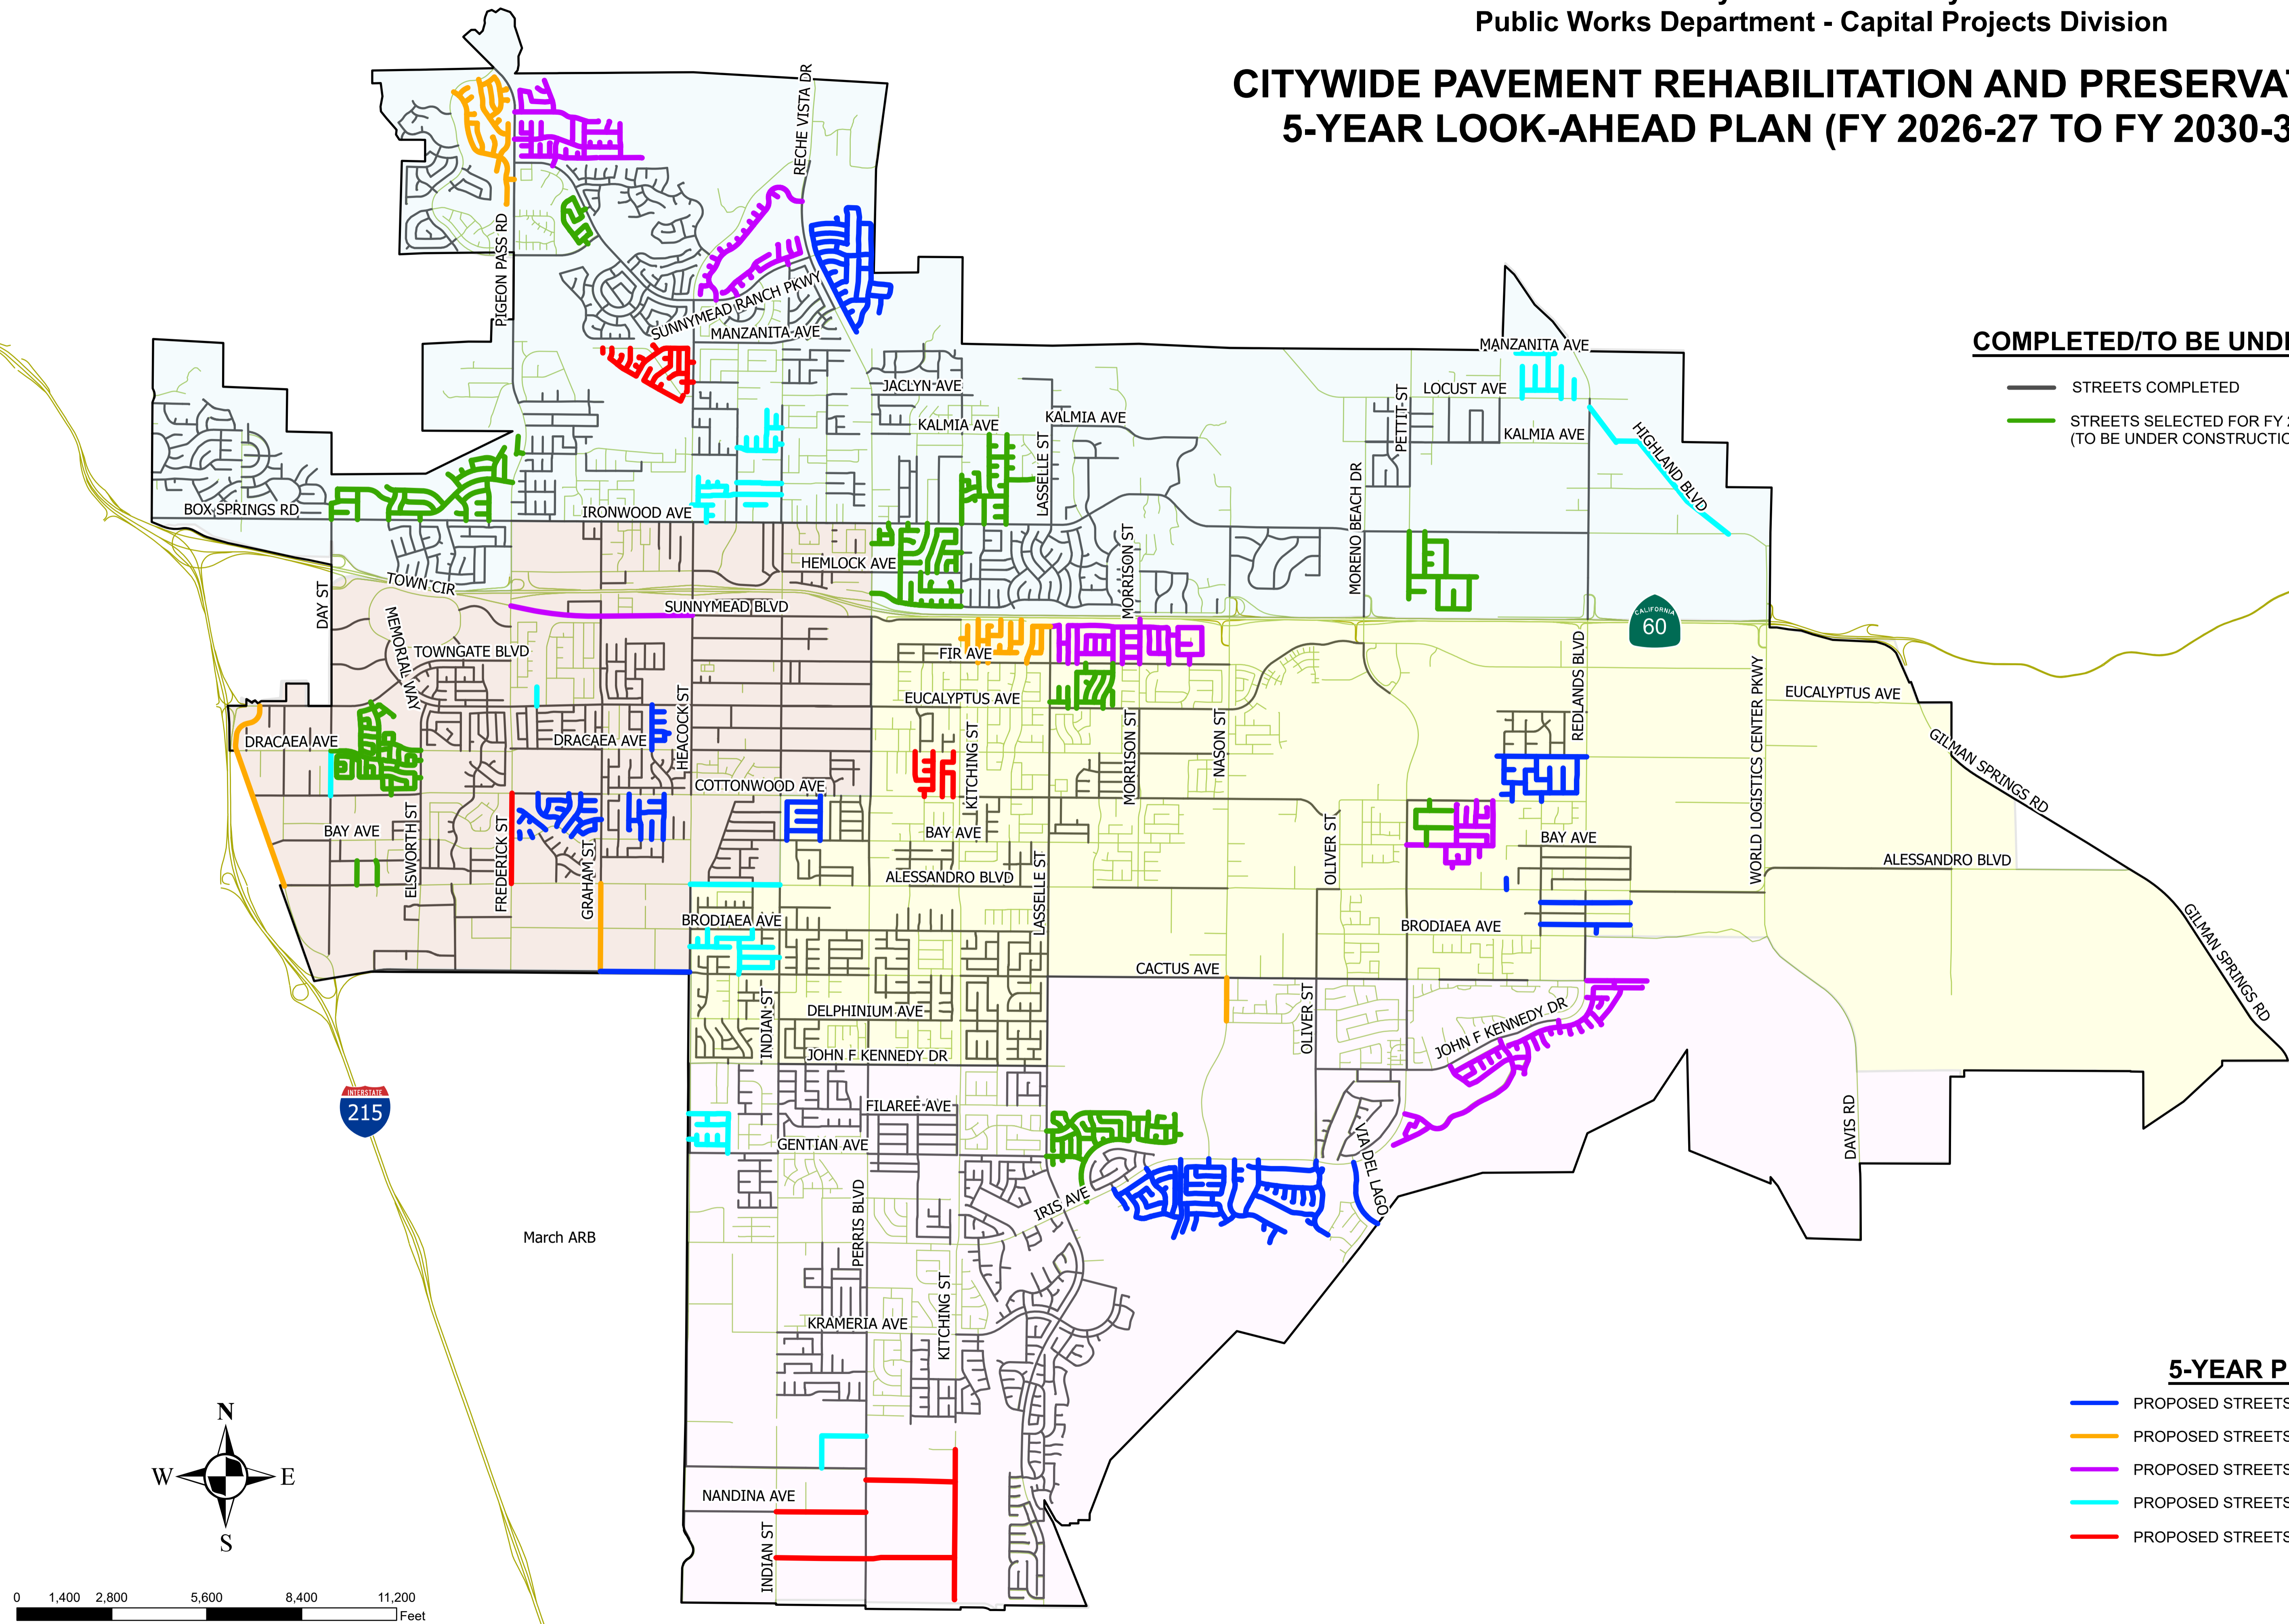 Public Works Department - Capital Projects Division
CITYWIDE PAVEMENT REHABILITATION AND PRESERVAT
5-YEAR LOOK-AHEAD PLAN (FY 2026-27 TO FY 2030-3
RECHE VISTA DR
PIGEON PASS RD
SUNNYMEAD RANCH PKWY
MANZANITA AVE
MANZANITA AVE
COMPLETED/TO BE UNDE
STREETS COMPLETED
STREETS SELECTED FOR FY 2
(TO BE UNDER CONSTRUCTIO
JACLYN AVE
LOCUST AVE
PETTIT ST
KALMIA AVE
KALMIA AVE
KALMIA AVE
HIGHLAND BLVD
LASSELLE ST
MORENO BEACH DR
BOX SPRINGS RD
IRONWOOD AVE
HEMLOCK AVE
MORRISON ST
TOWN CIR
DAY ST
SUNNYMEAD BLVD
CALIFORNIA
60
MEMORIAL WAY
TOWNGATE BLVD
FIR AVE
REDLANDS BLVD
WORLD LOGISTICS CENTER PKWY
EUCALYPTUS AVE
EUCALYPTUS AVE
HEACOCK ST
KITCHING ST
MORRISON ST
NASON ST
DRACAEA AVE
DRACAEA AVE
GILMAN SPRINGS RD
COTTONWOOD AVE
ELSWORTH ST
FREDERICK ST
GRAHAM ST
BAY AVE
BAY AVE
BAY AVE
OLIVER ST
LASSELLE ST
ALESSANDRO BLVD
ALESSANDRO BLVD
BRODIAEA AVE
BRODIAEA AVE
GILMAN SPRINGS RD
CACTUS AVE
INDIAN ST
DELPHINIUM AVE
OLIVER ST
JOHN F KENNEDY DR
JOHN F KENNEDY DR
INTERSTATE
215
FILAREE AVE
GENTIAN AVE
DAVIS RD
VIA DEL LAGO
IRIS AVE
PERRIS BLVD
March ARB
KITCHING ST
KRAMERIA AVE
5-YEAR P
PROPOSED STREETS
PROPOSED STREETS
PROPOSED STREETS
PROPOSED STREETS
PROPOSED STREETS
N
W
E
S
NANDINA AVE
INDIAN ST
0 1,400 2,800 5,600 8,400 11,200
Feet